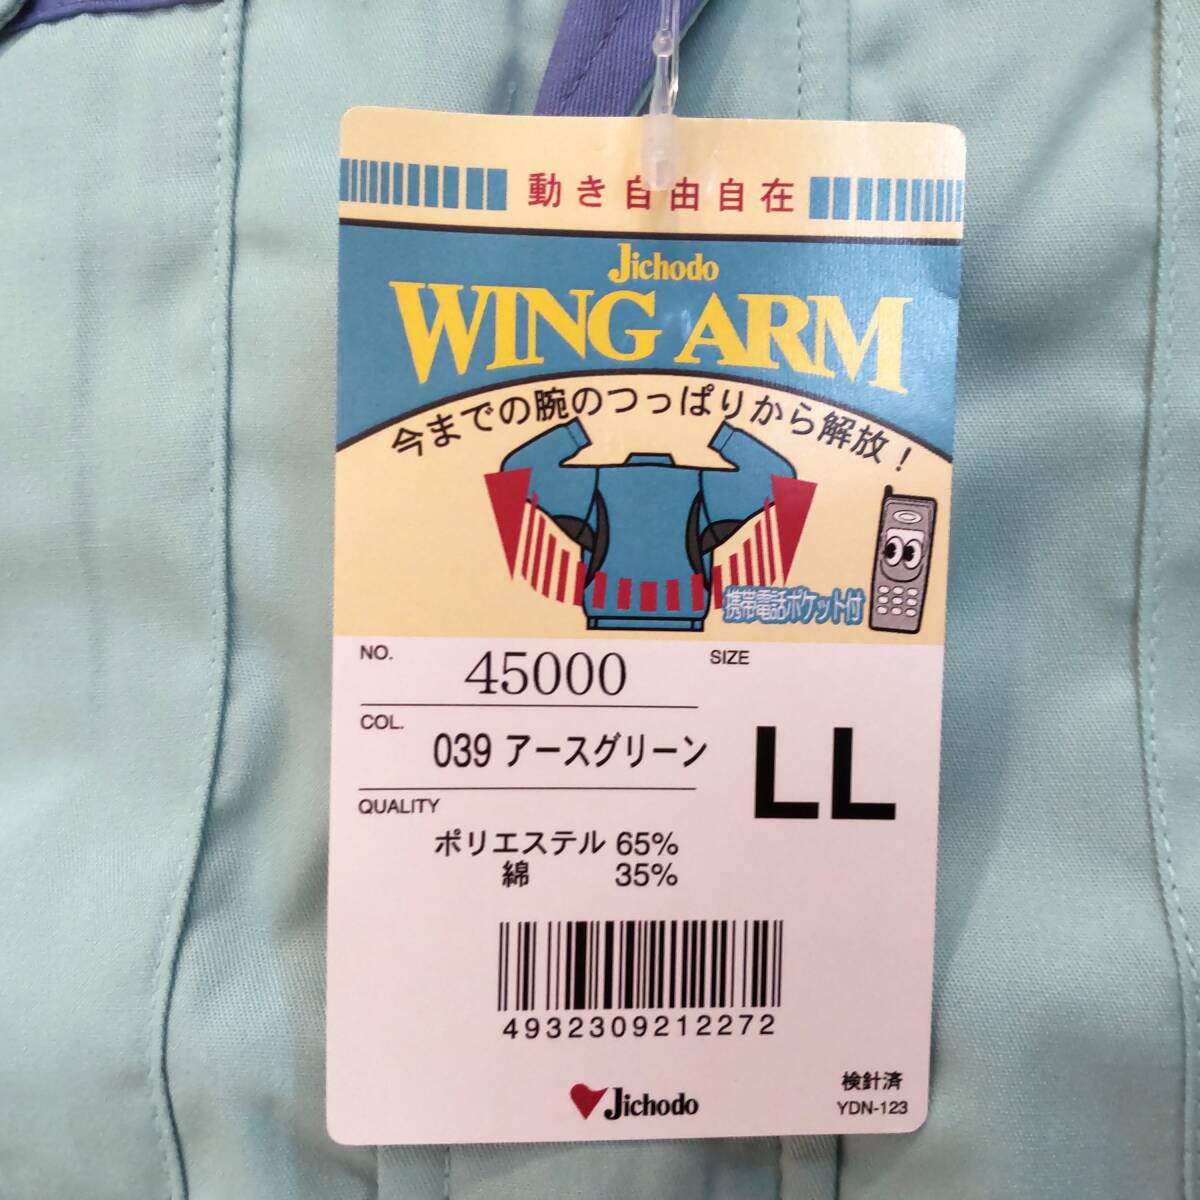 動き自由自在
Jichodo
WING ARM
今までの腕のつっぱりから解放！
携帯電話ポケット付
NO.
45000
SIZE
LL
COL.
039 アースグリーン
QUALITY
ポリエステル 65%
綿 35%
4932309212272
Jichodo
検針済
YDN-123